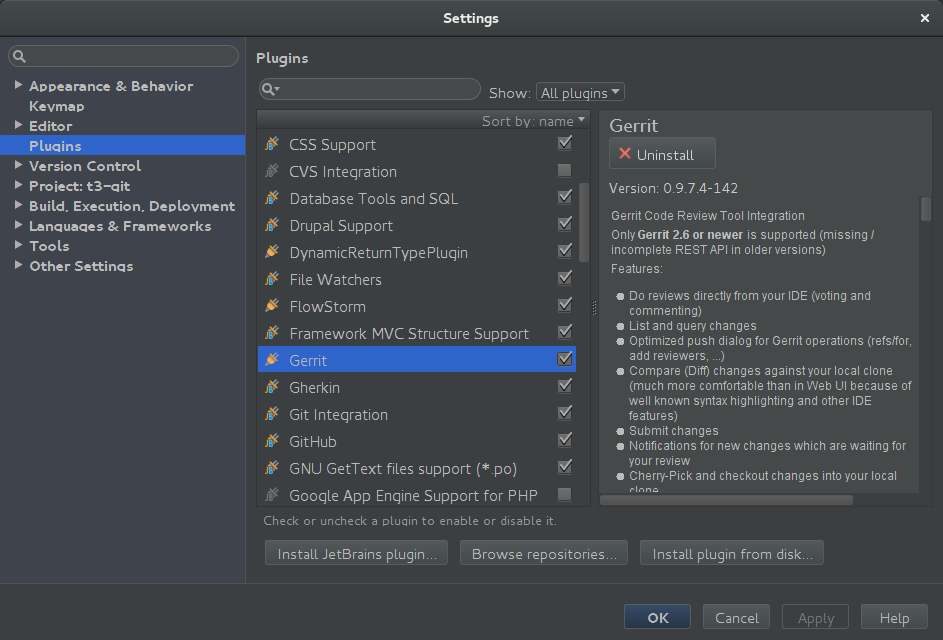 Settings
Appearance & Behavior
Keymap
Editor
Plugins
Version Control
Project: t3-git
Build, Execution, Deployment
Languages & Frameworks
Tools
Other Settings
Plugins
Show: All plugins
Sort by: name
CSS Support
CVS Integration
Database Tools and SQL
Drupal Support
DynamicReturnTypePlugin
File Watchers
FlowStorm
Framework MVC Structure Support
Gerrit
Gherkin
Git Integration
GitHub
GNU GetText files support (*.po)
Google App Engine Support for PHP
Check or uncheck a plugin to enable or disable it.
Install JetBrains plugin...
Browse repositories...
Install plugin from disk...
Gerrit
Uninstall
Version: 0.9.7.4-142
Gerrit Code Review Tool Integration
Only Gerrit 2.6 or newer is supported (missing /
incomplete REST API in older versions)
Features:
Do reviews directly from your IDE (voting and
commenting)
List and query changes
Optimized push dialog for Gerrit operations (refs/for,
add reviewers, ...)
Compare (Diff) changes against your local clone
(much more comfortable than in Web UI because of
well known syntax highlighting and other IDE
features)
Submit changes
Notifications for new changes which are waiting for
your review
Cherry-Pick and checkout changes into your local
clone
OK
Cancel
Apply
Help